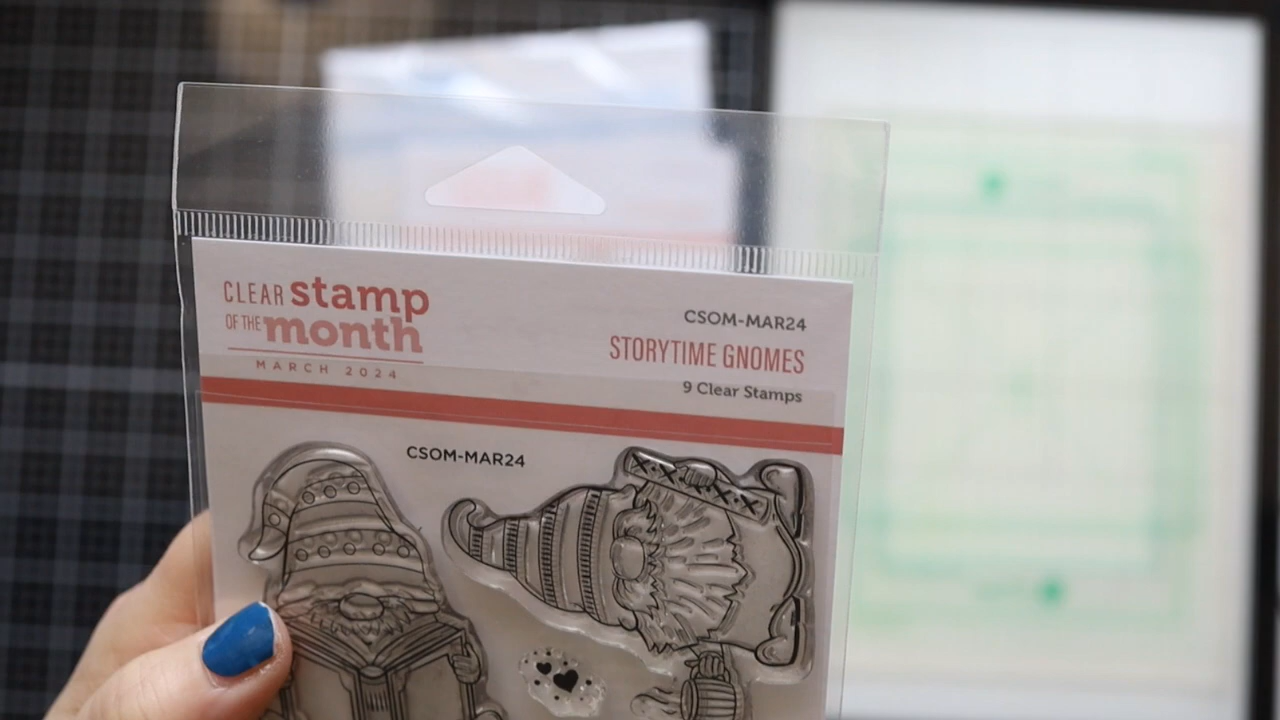 CLEAR stamp
OF THE month
MARCH 2024
CSOM-MAR24
STORYTIME GNOMES
9 Clear Stamps
CSOM-MAR24